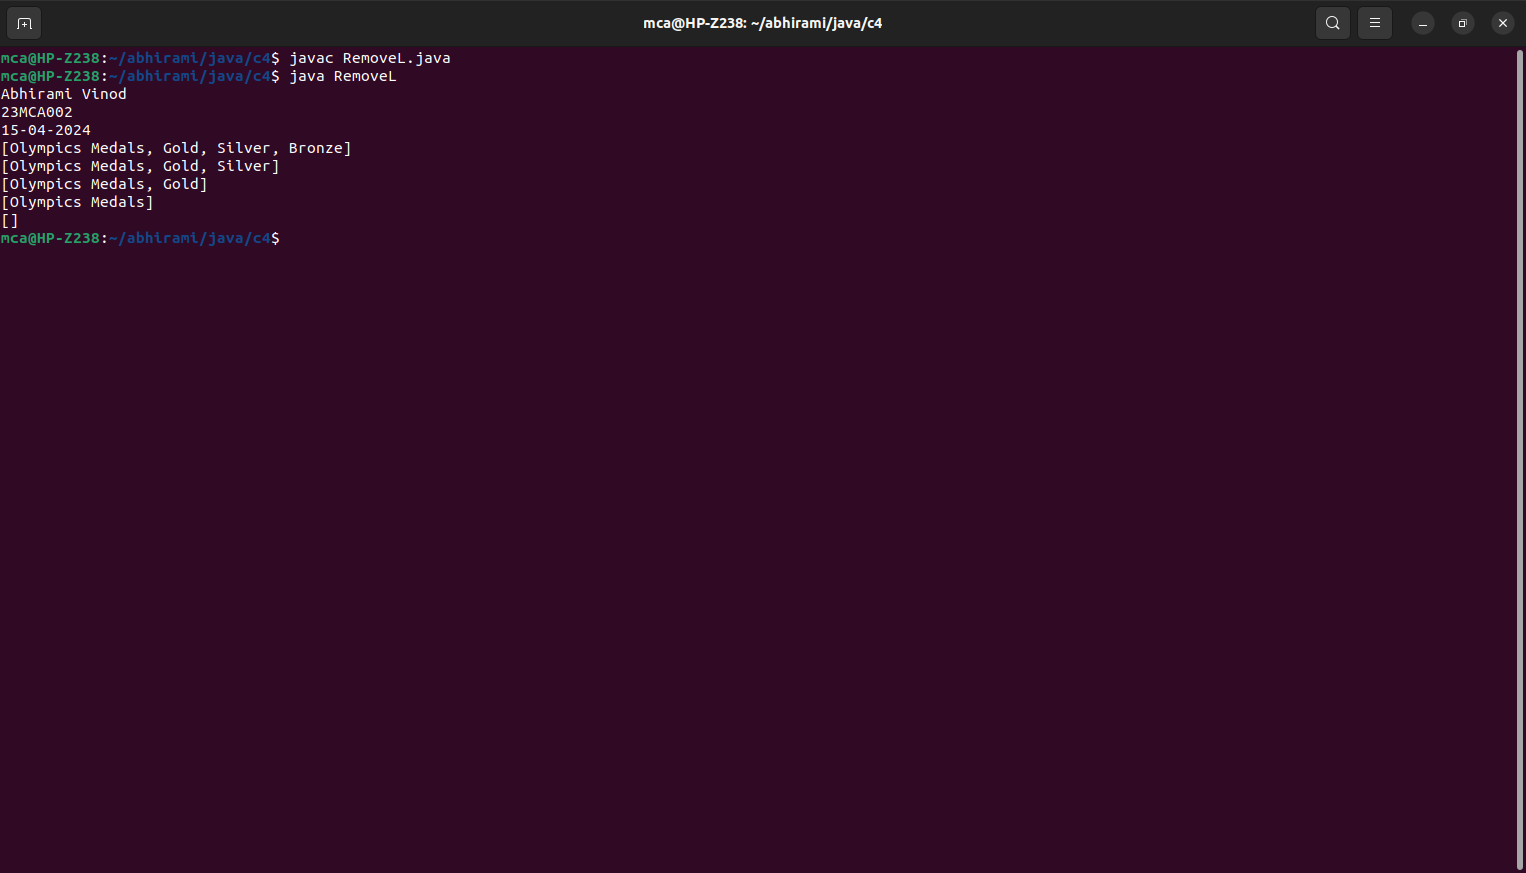 mca@HP-Z238: ~/abhirami/java/c4
mca@HP-Z238:~/abhirami/java/c4$ javac RemoveL.java
mca@HP-Z238:~/abhirami/java/c4$ java RemoveL
Abhirami Vinod
23MCA002
15-04-2024
[Olympics Medals, Gold, Silver, Bronze]
[Olympics Medals, Gold, Silver]
[Olympics Medals, Gold]
[Olympics Medals]
[]
mca@HP-Z238:~/abhirami/java/c4$